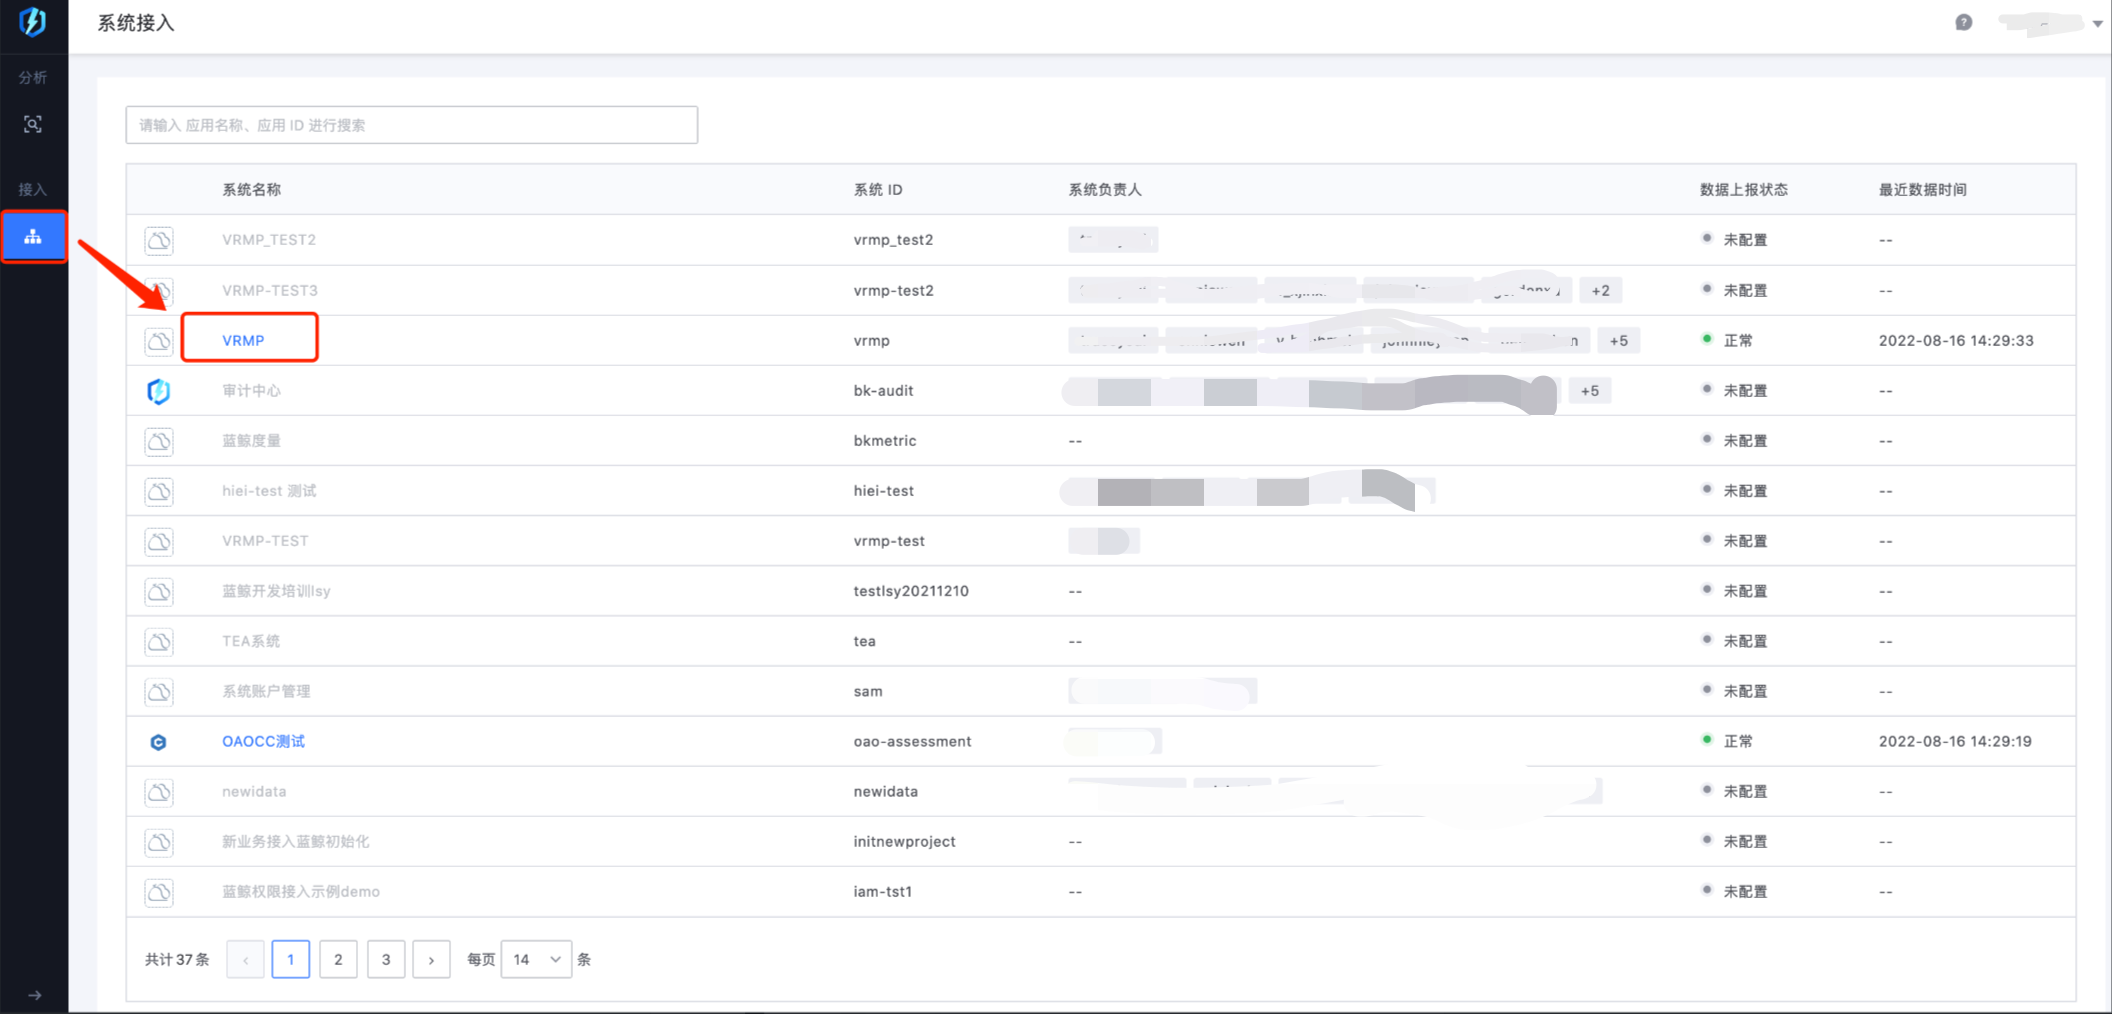 系统接入
分析
接入
请输入 应用名称、应用 ID 进行搜索
系统名称 系统 ID 系统负责人 数据上报状态 最近数据时间
VRMP_TEST2 vrmp_test2 未配置 --
VRMP-TEST3 vrmp-test2 +2 未配置 --
VRMP vrmp +5 正常 2022-08-16 14:29:33
审计中心 bk-audit +5 未配置 --
蓝鲸度量 bkmetric -- 未配置 --
hiei-test 测试 hiei-test 未配置 --
VRMP-TEST vrmp-test 未配置 --
蓝鲸开发培训lsy testlsy20211210 -- 未配置 --
TEA系统 tea -- 未配置 --
系统账户管理 sam 未配置 --
OAOCC测试 oao-assessment 正常 2022-08-16 14:29:19
newidata newidata 未配置 --
新业务接入蓝鲸初始化 initnewproject -- 未配置 --
蓝鲸权限接入示例demo iam-tst1 -- 未配置 --
共计 37 条 ‹ 1 2 3 › 每页 14 条